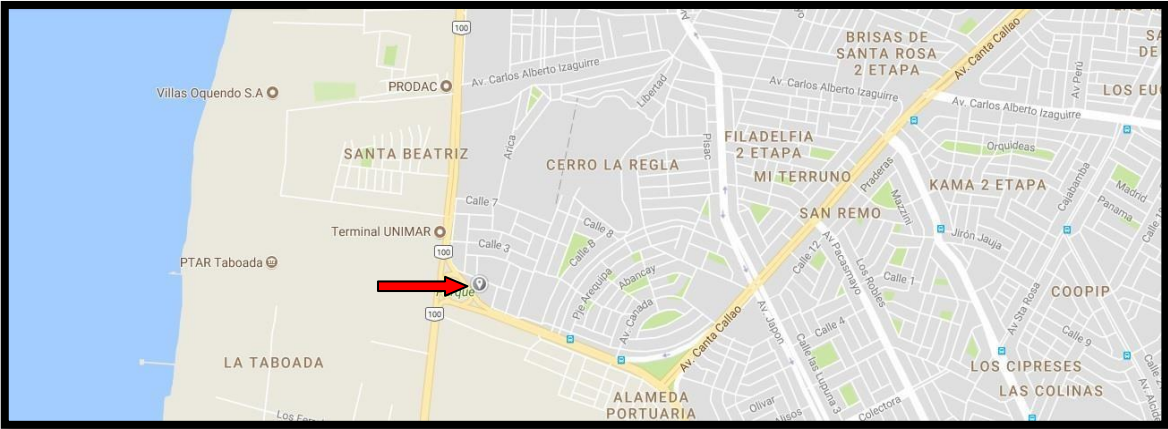 100
BRISAS DE
SANTA ROSA
2 ETAPA
Av. Canta Callao
SA
DE
Av. Carlos Alberto Izaguirre
PRODAC
Villas Oquendo S.A
Libertad
Av. Carlos Alberto Izaguirre
Av Perú
LOS EU
Av. Carlos Alberto Izaguirre
SANTA BEATRIZ
Arica
CERRO LA REGLA
Pisac
FILADELFIA
2 ETAPA
MI TERRUNO
Orquideas
Praderas
KAMA 2 ETAPA
Cajabamba
Madrid
Panama
Mazzini
Calle 7
SAN REMO
Terminal UNIMAR
Calle 3
Calle 8
Calle B
Jirón Jauja
100
PTAR Taboada
Calle 12
Av Pacasmayo
Los Robles
Calle 1
Pje Arequipa
Abancay
COOPIP
Parque
100
Av. Canada
Av. Canta Callao
Av. Japon
Calle 4
Av Sta Rosa
Calle 9
LA TABOADA
Calle las Lupuna 3
LOS CIPRESES
LAS COLINAS
ALAMEDA
PORTUARIA
Olivar
Alisos
Colectora